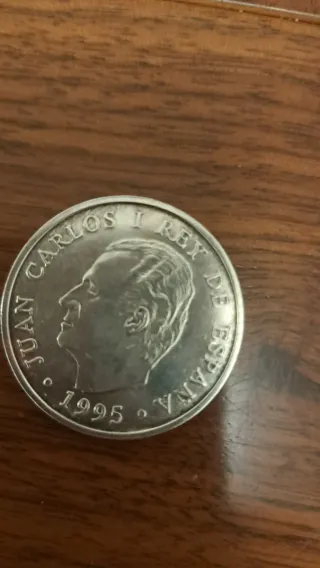 JUAN CARLOS I REY DE ESPAÑA
1995